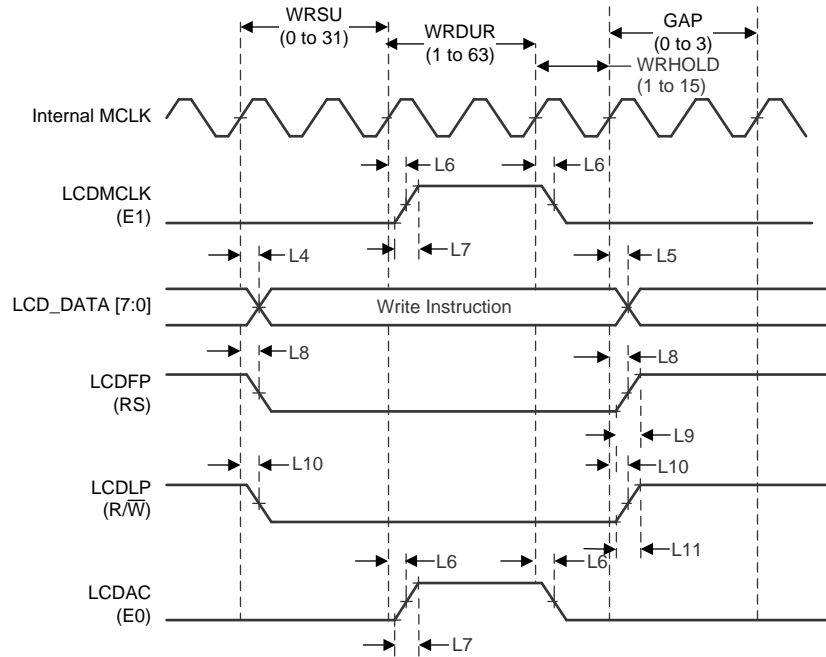 WRSU
(0 to 31)
WRDUR
(1 to 63)
GAP
(0 to 3)
WRHOLD
(1 to 15)
Internal MCLK
L6
L6
LCDMCLK
(E1)
L7
L4
L5
LCD_DATA [7:0]
Write Instruction
L8
L8
LCDFP
(RS)
L9
L10
L10
LCDLP
(R/W̅)
L11
L6
L6
LCDAC
(E0)
L7